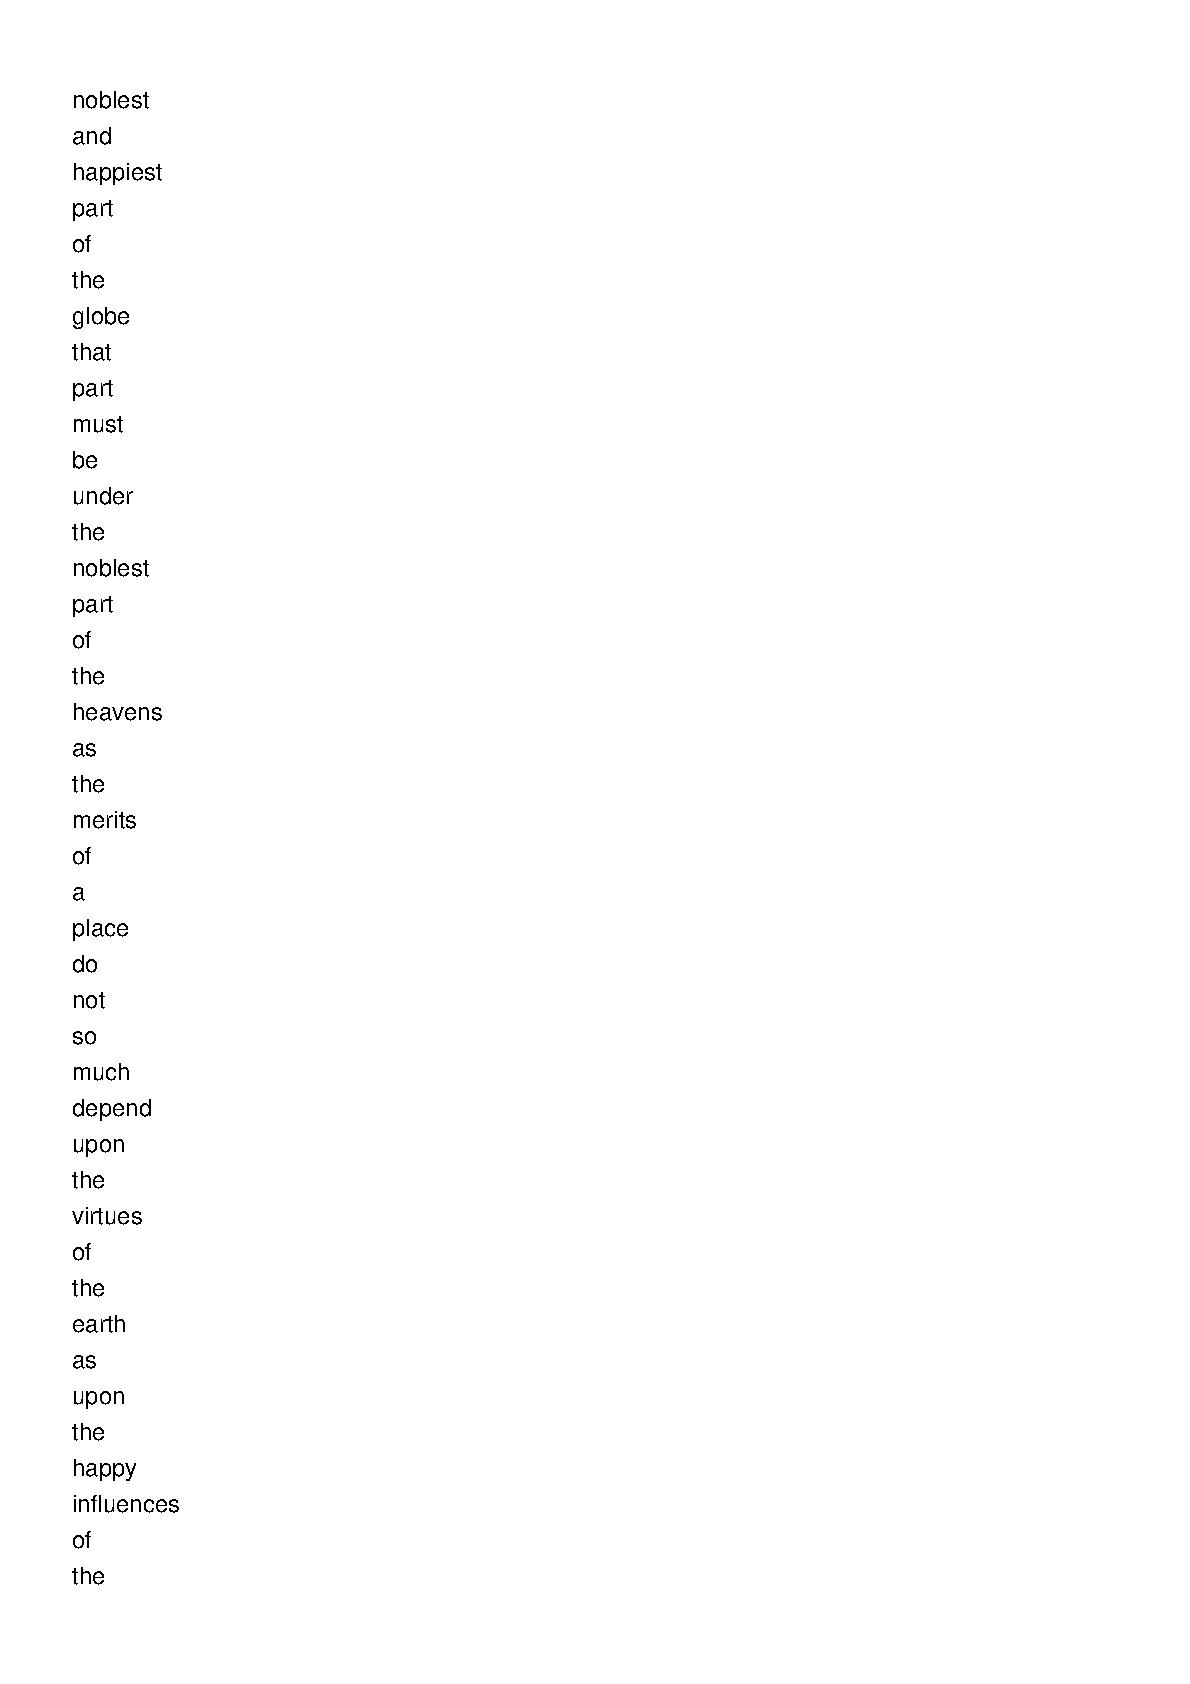 noblest
and
happiest
part
of
the
globe
that
part
must
be
under
the
noblest
part
of
the
heavens
as
the
merits
of
a
place
do
not
so
much
depend
upon
the
virtues
of
the
earth
as
upon
the
happy
influences
of
the